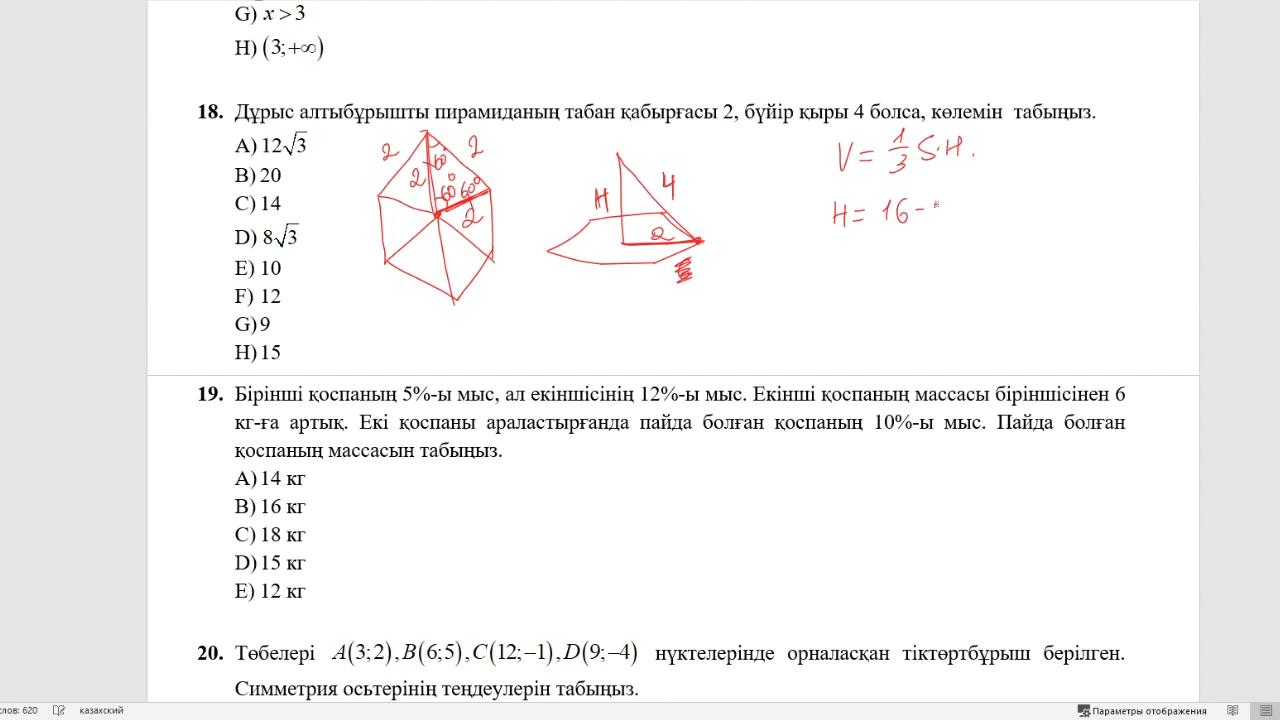 G) x > 3
H) (3;+∞)
18. Дұрыс алтыбұрышты пирамиданың табан қабырғасы 2, бүйір қыры 4 болса, көлемін табыңыз.
A) 12√3
B) 20
C) 14
D) 8√3
E) 10
F) 12
G) 9
H) 15
2 2
60°
2 60° 60°
2
H 4
2
V = 1/3 S·H.
H = 16 -
19. Бірінші қоспаның 5%-ы мыс, ал екіншісінің 12%-ы мыс. Екінші қоспаның массасы біріншісінен 6
кг-ға артық. Екі қоспаны араластырғанда пайда болған қоспаның 10%-ы мыс. Пайда болған
қоспаның массасын табыңыз.
A) 14 кг
B) 16 кг
C) 18 кг
D) 15 кг
E) 12 кг
20. Төбелері A(3;2), B(6;5), C(12;−1), D(9;−4) нүктелерінде орналасқан тіктөртбұрыш берілген.
Симметрия осьтерінің теңдеулерін табыңыз.
слов: 620 казахский Параметры отображения